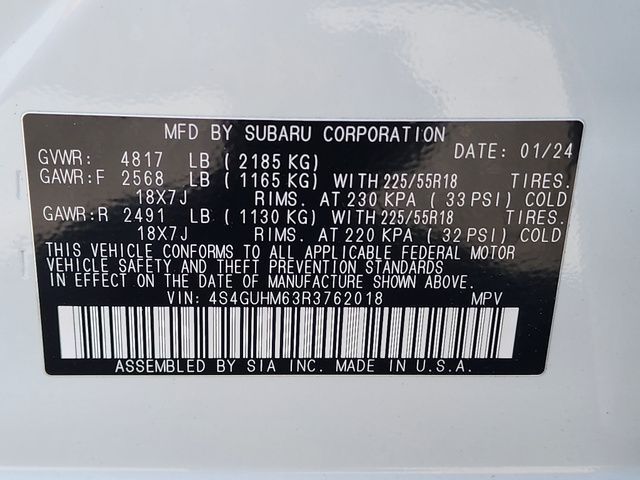 MFD BY SUBARU CORPORATION
GVWR: 4817 LB ( 2185 KG) DATE: 01/24
GAWR:F 2568 LB ( 1165 KG) WITH 225/55R18 TIRES.
18X7J RIMS. AT 230 KPA ( 33 PSI) COLD
GAWR:R 2491 LB ( 1130 KG) WITH 225/55R18 TIRES.
18X7J RIMS. AT 220 KPA ( 32 PSI) COLD
THIS VEHICLE CONFORMS TO ALL APPLICABLE FEDERAL MOTOR
VEHICLE SAFETY AND THEFT PREVENTION STANDARDS
IN EFFECT ON THE DATE OF MANUFACTURE SHOWN ABOVE.
VIN: 4S4GUHM63R3762018 MPV
ASSEMBLED BY SIA INC. MADE IN U.S.A.